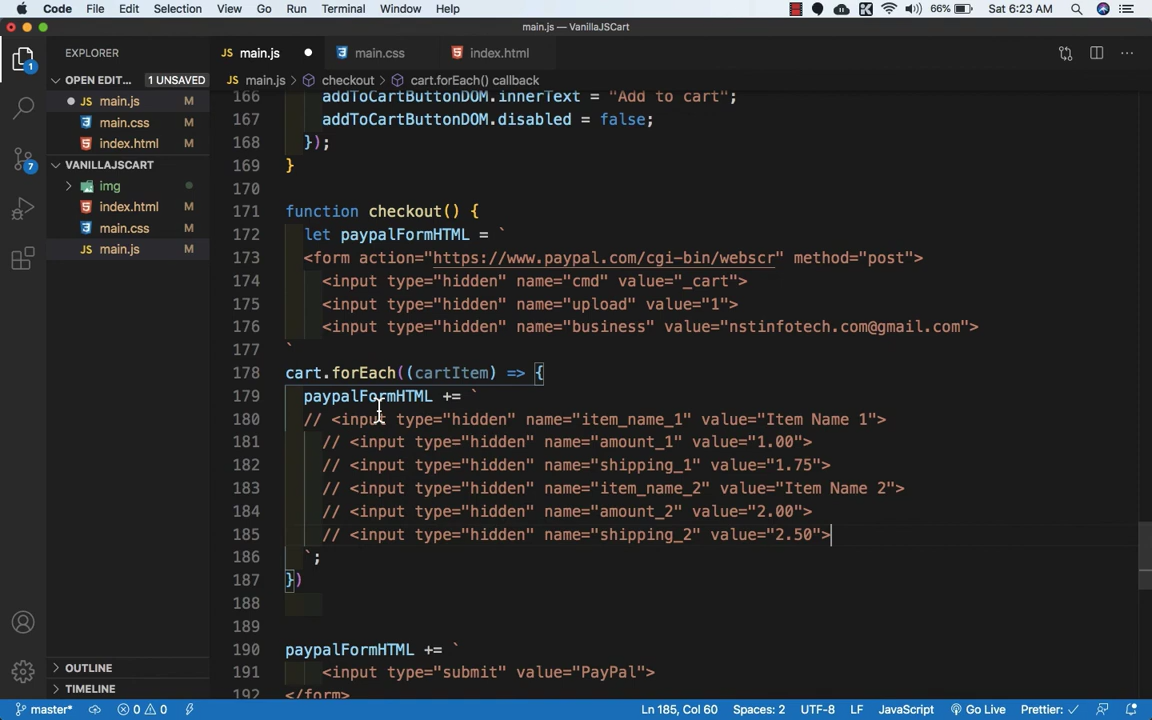 Code File Edit Selection View Go Run Terminal Window Help 66% Sat 6:23 AM
main.js — VanillaJSCart
EXPLORER
JS main.js main.css index.html
OPEN EDIT... 1 UNSAVED
JS main.js > checkout > cart.forEach() callback
JS main.js M
main.css M
index.html M
VANILLAJSCART
img
index.html M
main.css M
JS main.js M
166 addToCartButtonDOM.innerText = "Add to cart";
167 addToCartButtonDOM.disabled = false;
168 });
169 }
170
171 function checkout() {
172 let paypalFormHTML = `
173 <form action="https://www.paypal.com/cgi-bin/webscr" method="post">
174 <input type="hidden" name="cmd" value="_cart">
175 <input type="hidden" name="upload" value="1">
176 <input type="hidden" name="business" value="nstinfotech.com@gmail.com">
177 `
178 cart.forEach((cartItem) => {
179 paypalFormHTML += `
180 // <input type="hidden" name="item_name_1" value="Item Name 1">
181 // <input type="hidden" name="amount_1" value="1.00">
182 // <input type="hidden" name="shipping_1" value="1.75">
183 // <input type="hidden" name="item_name_2" value="Item Name 2">
184 // <input type="hidden" name="amount_2" value="2.00">
185 // <input type="hidden" name="shipping_2" value="2.50">
186 `;
187 })
188
189
190 paypalFormHTML += `
191 <input type="submit" value="PayPal">
192 </form>
OUTLINE
TIMELINE
1
7
master* 0 0 Ln 185, Col 60 Spaces: 2 UTF-8 LF JavaScript Go Live Prettier: ✓